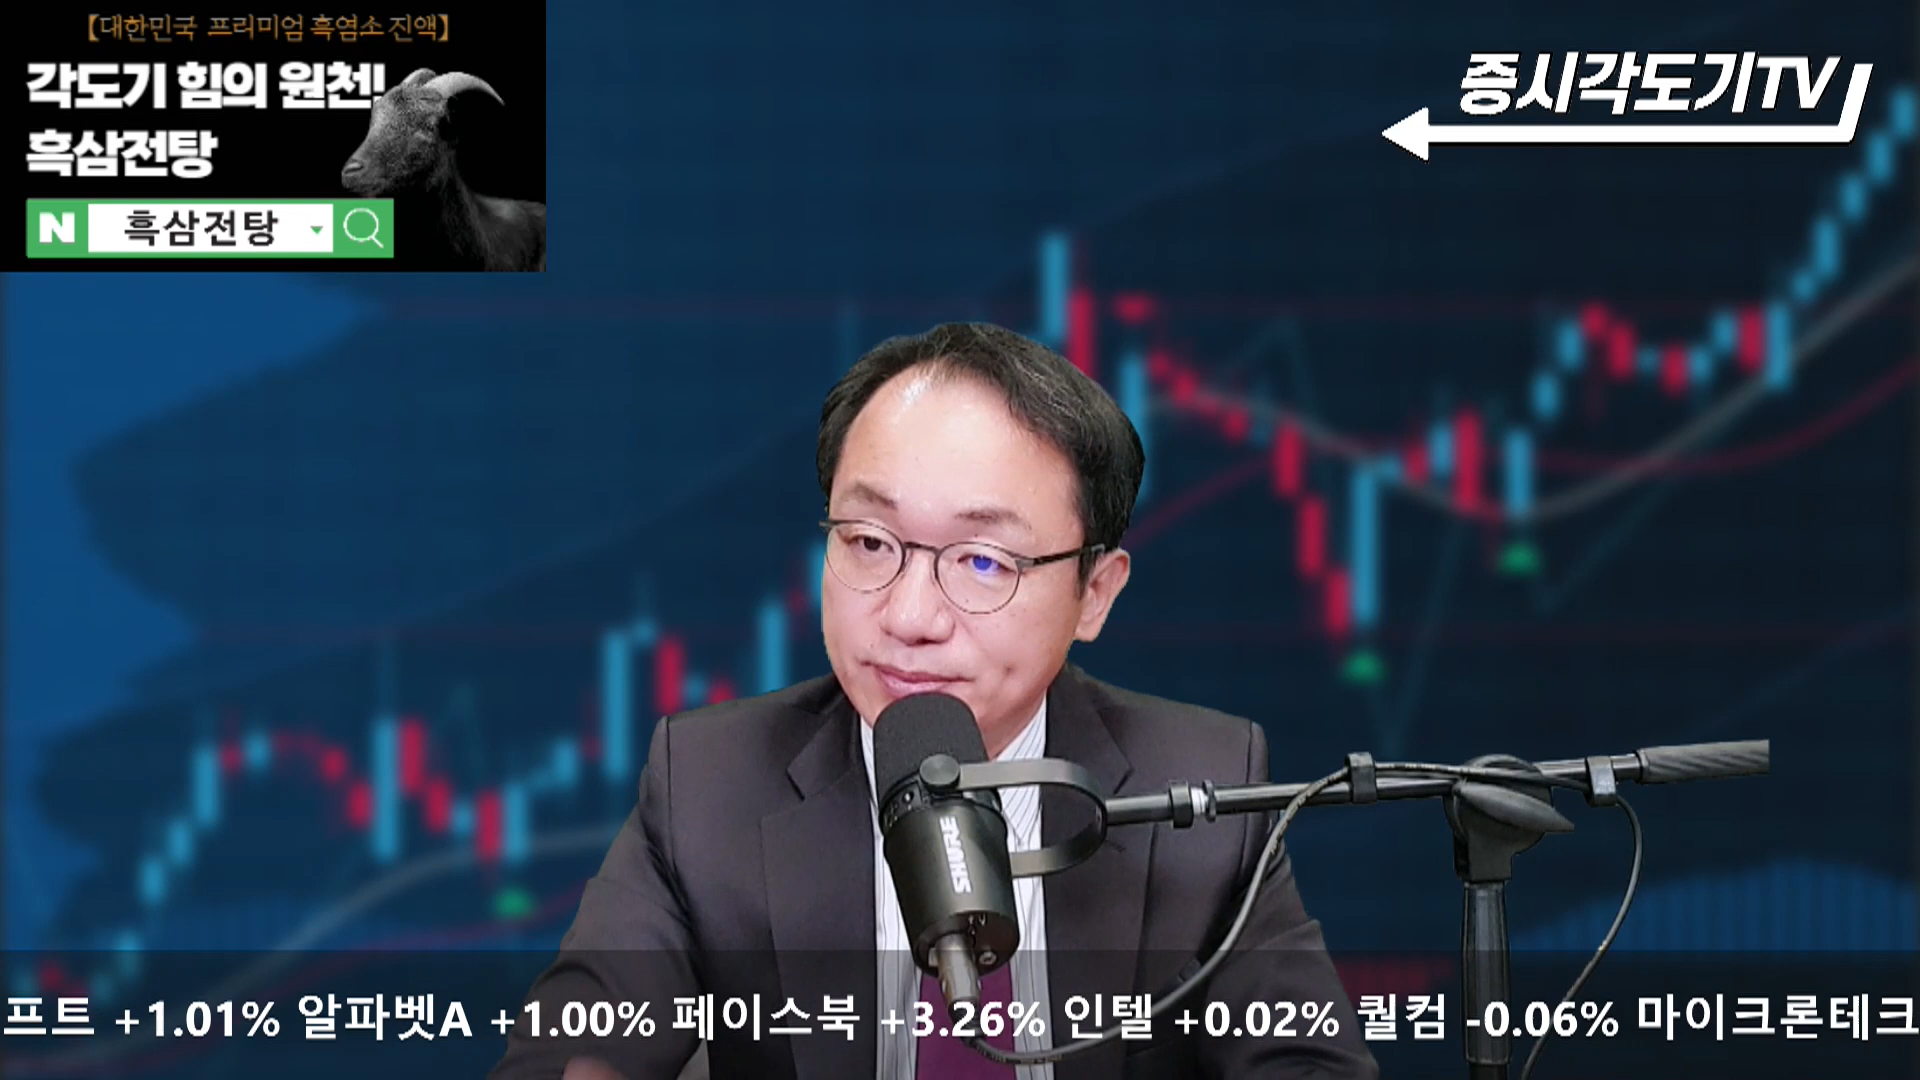 【대한민국 프리미엄 흑염소 진액】
각도기 힘의 원천!
흑삼전탕
N 흑삼전탕
증시각도기TV
SHURE
프트 +1.01% 알파벳A +1.00% 페이스북 +3.26% 인텔 +0.02% 퀄컴 -0.06% 마이크론테크